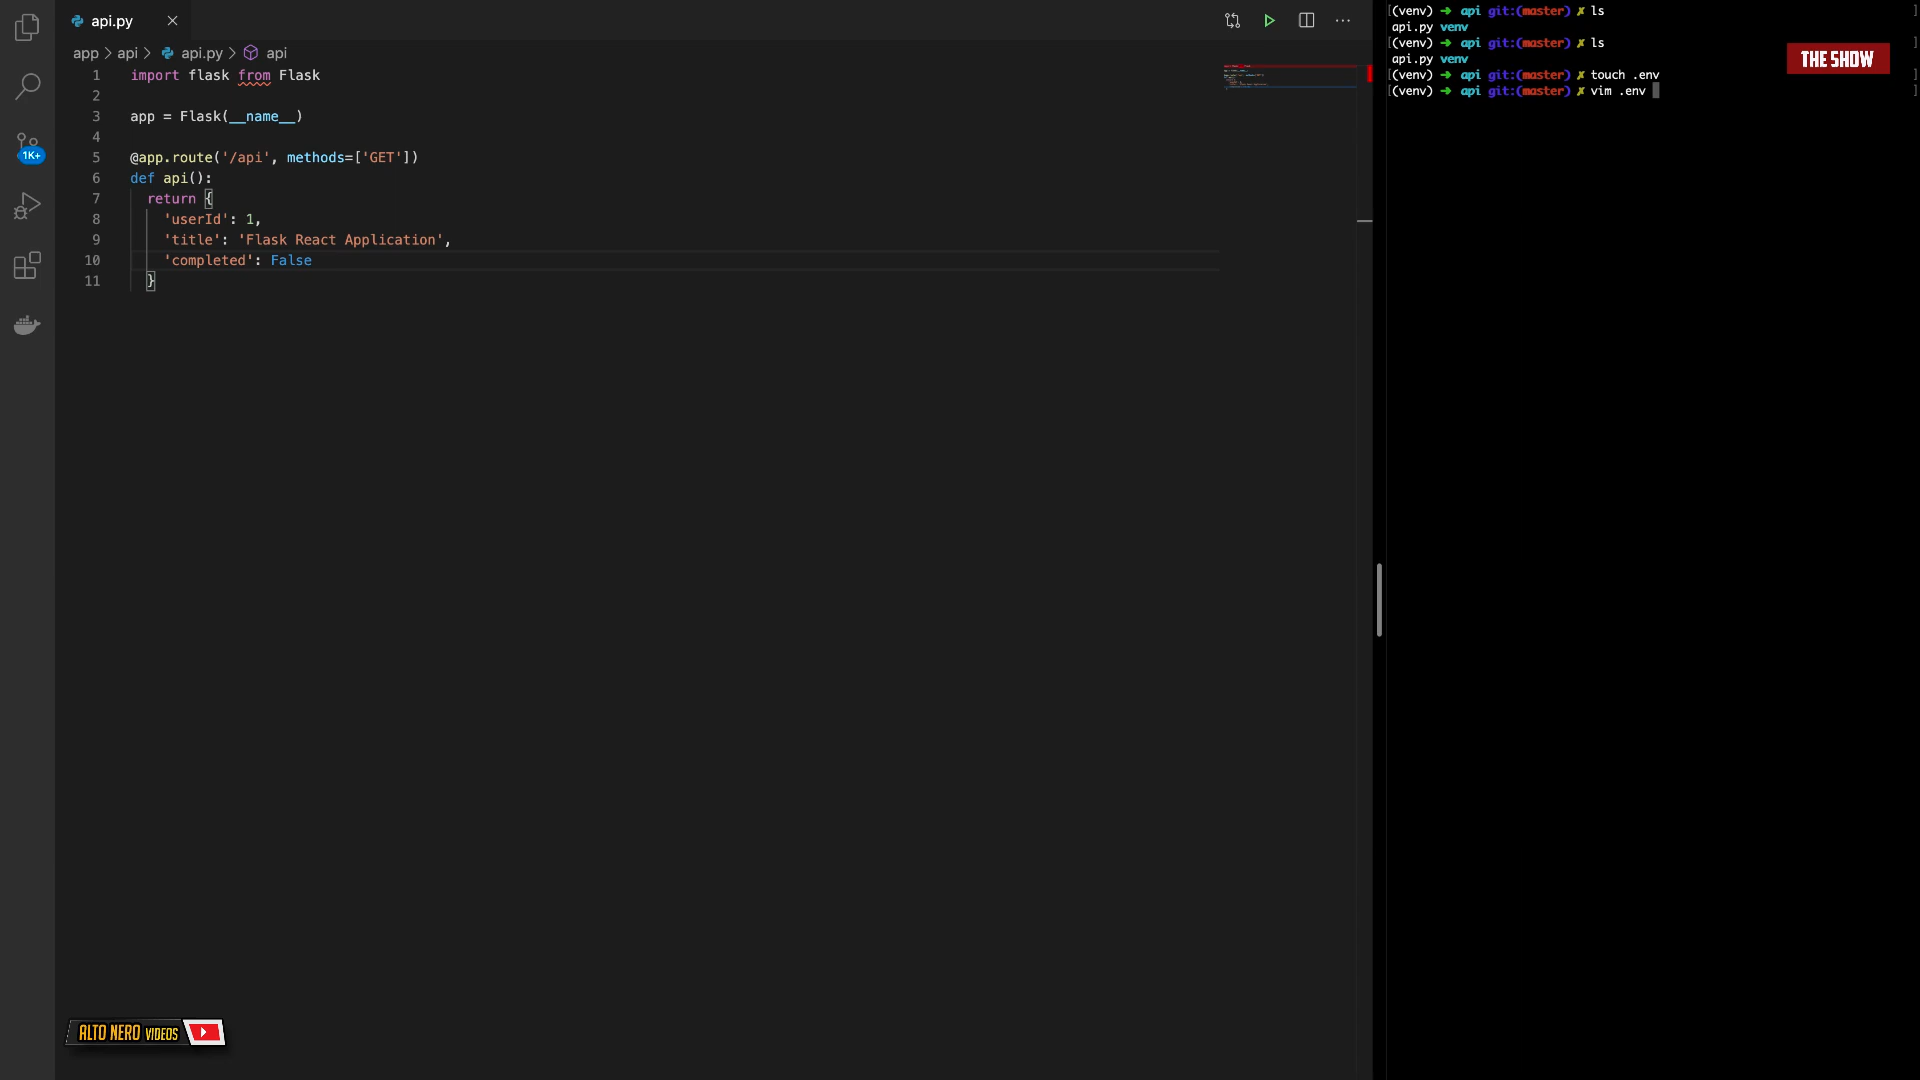 api.py
app > api > api.py > api
1 import flask from Flask
2
3 app = Flask(__name__)
4
5 @app.route('/api', methods=['GET'])
6 def api():
7 return {
8 'userId': 1,
9 'title': 'Flask React Application',
10 'completed': False
11 }
1K+
ALTO NERO VIDEOS
[(venv) ➜ api git:(master) ✗ ls ]
api.py venv
[(venv) ➜ api git:(master) ✗ ls ]
api.py venv
[(venv) ➜ api git:(master) ✗ touch .env ]
[(venv) ➜ api git:(master) ✗ vim .env ]
THE SHOW